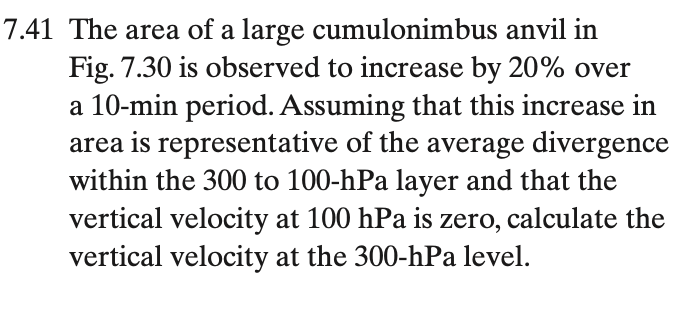 7.41 The area of a large cumulonimbus anvil in
Fig. 7.30 is observed to increase by 20% over
a 10-min period. Assuming that this increase in
area is representative of the average divergence
within the 300 to 100-hPa layer and that the
vertical velocity at 100 hPa is zero, calculate the
vertical velocity at the 300-hPa level.